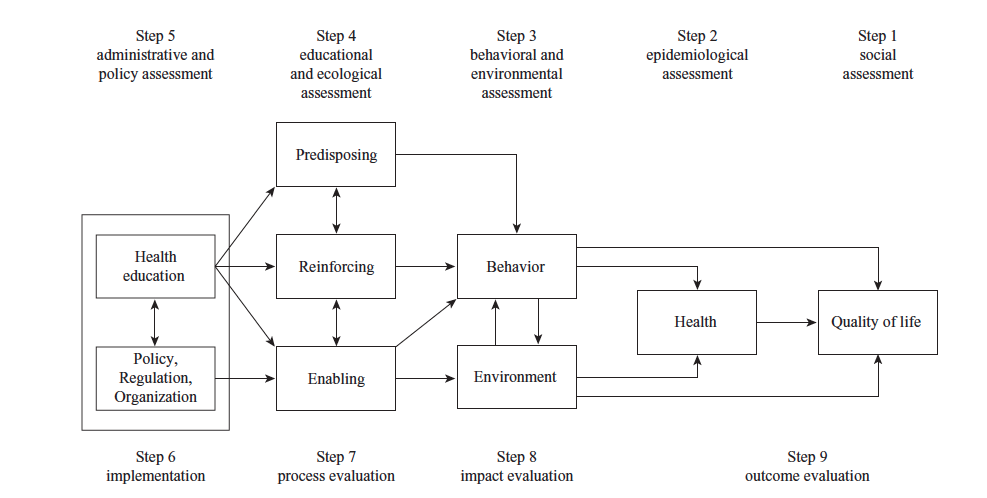 Step 5
administrative and
policy assessment
Step 4
educational
and ecological
assessment
Step 3
behavioral and
environmental
assessment
Step 2
epidemiological
assessment
Step 1
social
assessment
Predisposing
Health
education
Reinforcing
Behavior
Health
Quality of life
Policy,
Regulation,
Organization
Enabling
Environment
Step 6
implementation
Step 7
process evaluation
Step 8
impact evaluation
Step 9
outcome evaluation